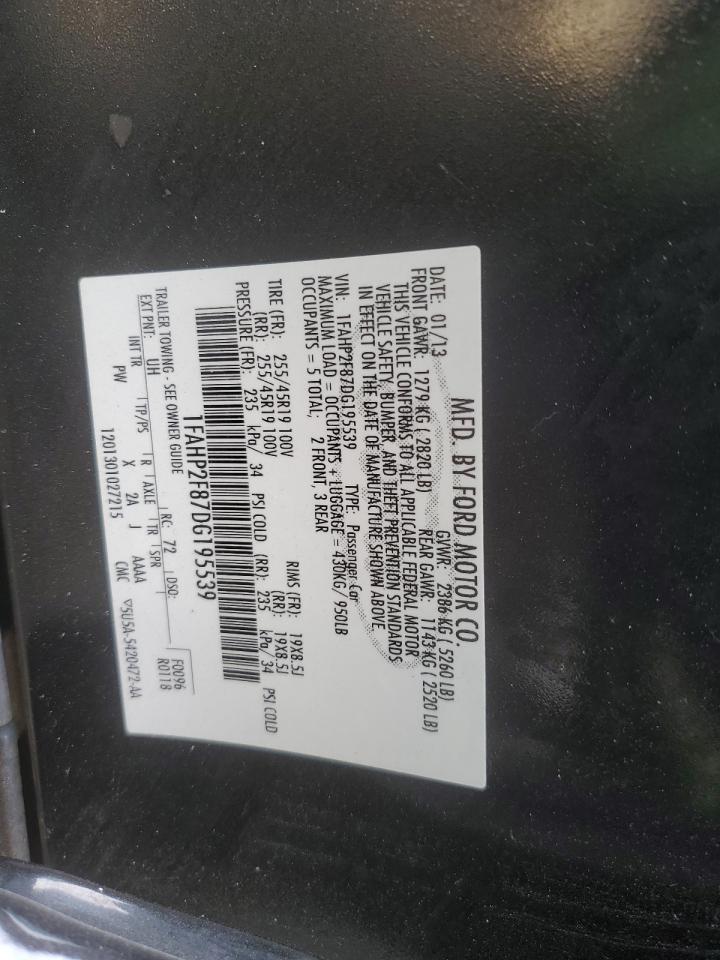 MFD. BY FORD MOTOR CO.
DATE: 01/13 GVWR: 2386 KG ( 5260 LB)
FRONT GAWR: 1279 KG ( 2820 LB) REAR GAWR: 1143 KG ( 2520 LB)
THIS VEHICLE CONFORMS TO ALL APPLICABLE FEDERAL MOTOR
VEHICLE SAFETY, BUMPER, AND THEFT PREVENTION STANDARDS
IN EFFECT ON THE DATE OF MANUFACTURE SHOWN ABOVE
VIN: 1FAHP2F87DG195539 TYPE: Passenger Car
MAXIMUM LOAD = OCCUPANTS + LUGGAGE = 430KG/ 950LB
OCCUPANTS = 5 TOTAL, 2 FRONT, 3 REAR
TIRE (FR): 255/45R19 100V RIMS (FR): 19X8.5J
(RR): 255/45R19 100V (RR): 19X8.5J
PRESSURE (FR): 235 kPa/ 34 PSI COLD (RR): 235 kPa/ 34 PSI COLD
1FAHP2F87DG195539
TRAILER TOWING - SEE OWNER GUIDE
EXT PNT: UH RC: 72 DSO: F0096
R0118
INT TR TP/PS R AXLE TR SPR
PW X 2A J AAAA
1201301027215 CMC ▽5U5A-5420472-AA